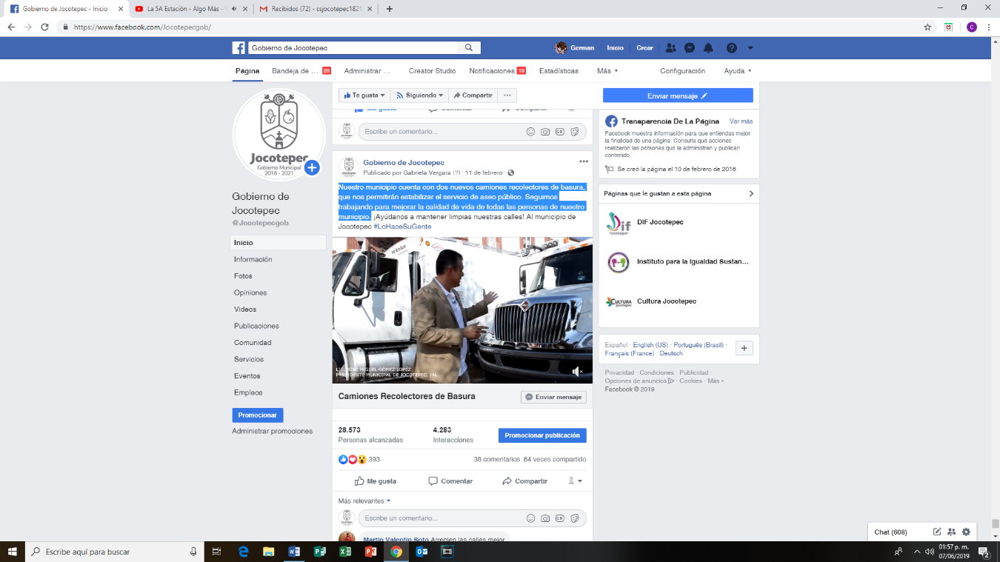 Gobierno de Jocotepec - Inicio
La 5A Estación - Algo Más -
Recibidos (72) - csjocotepec1821
https://www.facebook.com/Jocotepecgob/
C
Gobierno de Jocotepec
German
Inicio
Crear
Página
Bandeja de ... 28
Administrar ...
Creator Studio
Notificaciones 19
Estadísticas
Más
Configuración
Ayuda
Te gusta
Siguiendo
Compartir
Enviar mensaje
Jocotepec
Gobierno Municipal
2018 - 2021
Gobierno de
Jocotepec
@Jocotepecgob
Inicio
Información
Fotos
Opiniones
Videos
Publicaciones
Comunidad
Servicios
Eventos
Empleos
Promocionar
Administrar promociones
Me gusta
Comentar
Compartir
Escribe un comentario...
Gobierno de Jocotepec
Publicado por Gabriela Vergara [?] · 11 de febrero ·
Nuestro municipio cuenta con dos nuevos camiones recolectores de basura,
que nos permitirán estabilizar el servicio de aseo público. Seguimos
trabajando para mejorar la calidad de vida de todas las personas de nuestro
municipio. ¡Ayúdanos a mantener limpias nuestras calles! Al municipio de
Jocotepec #LoHaceSuGente
LIC. JOSE MIGUEL GOMEZ LOPÉZ
PRESIDENTE MUNICIPAL DE JOCOTEPEC, JAL.
Camiones Recolectores de Basura
Enviar mensaje
28.573
Personas alcanzadas
4.283
Interacciones
Promocionar publicación
393
38 comentarios 64 veces compartido
Me gusta
Comentar
Compartir
Más relevantes
Escribe un comentario...
Martin Valentin Soto Arreglen las calles mejor
Transparencia De La Página
Ver más
Facebook muestra información para que entiendas mejor
la finalidad de una página. Consulta qué acciones
realizaron las personas que la administran y publican
contenido.
Se creó la página el 10 de febrero de 2016
Páginas que le gustan a esta página
Dif
Jocotepec
DIF Jocotepec
Instituto para la Igualdad Sustan...
CULTURA
Jocotepec
Cultura Jocotepec
Español · English (US) · Português (Brasil) ·
Français (France) · Deutsch
Privacidad · Condiciones · Publicidad ·
Opciones de anuncios · Cookies · Más
Facebook © 2019
Chat (608)
Escribe aquí para buscar
01:57 p. m.
07/06/2019
2